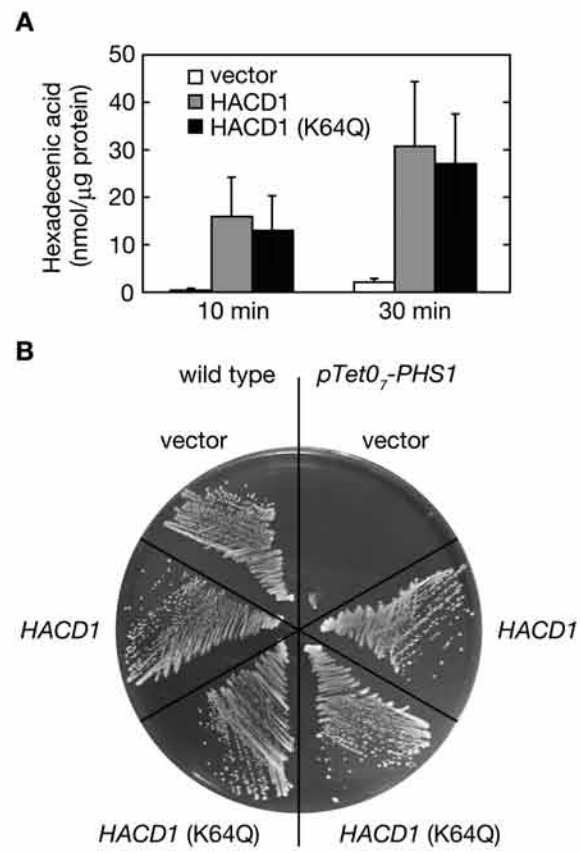 A
Hexadecenic acid
(nmol/µg protein)
50
40
30
20
10
0
vector
HACD1
HACD1 (K64Q)
10 min
30 min
B
wild type
pTet0₇-PHS1
vector
vector
HACD1
HACD1
HACD1 (K64Q)
HACD1 (K64Q)